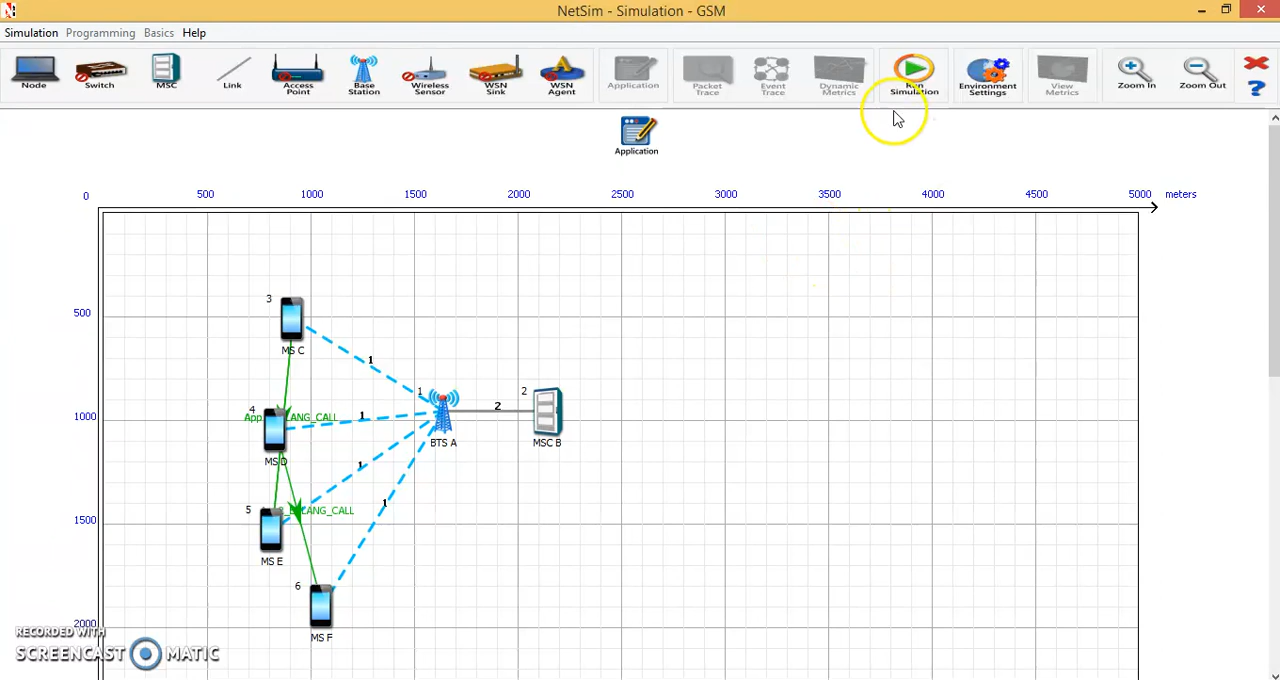 NetSim - Simulation - GSM
Simulation Programming Basics Help
Node Switch MSC Link Access Point Base Station Wireless Sensor WSN Sink WSN Agent Application Packet Trace Event Trace Dynamic Metrics Run Simulation Environment Settings View Metrics Zoom In Zoom Out
Application
0 500 1000 1500 2000 2500 3000 3500 4000 4500 5000 meters
3
500
MS C
1
1 2
4
2
1000
1
BTS A
MSC B
MS D
1
5
1
1500
MS E
6
2000
MS F
RECORDED WITH
SCREENCAST MATIC